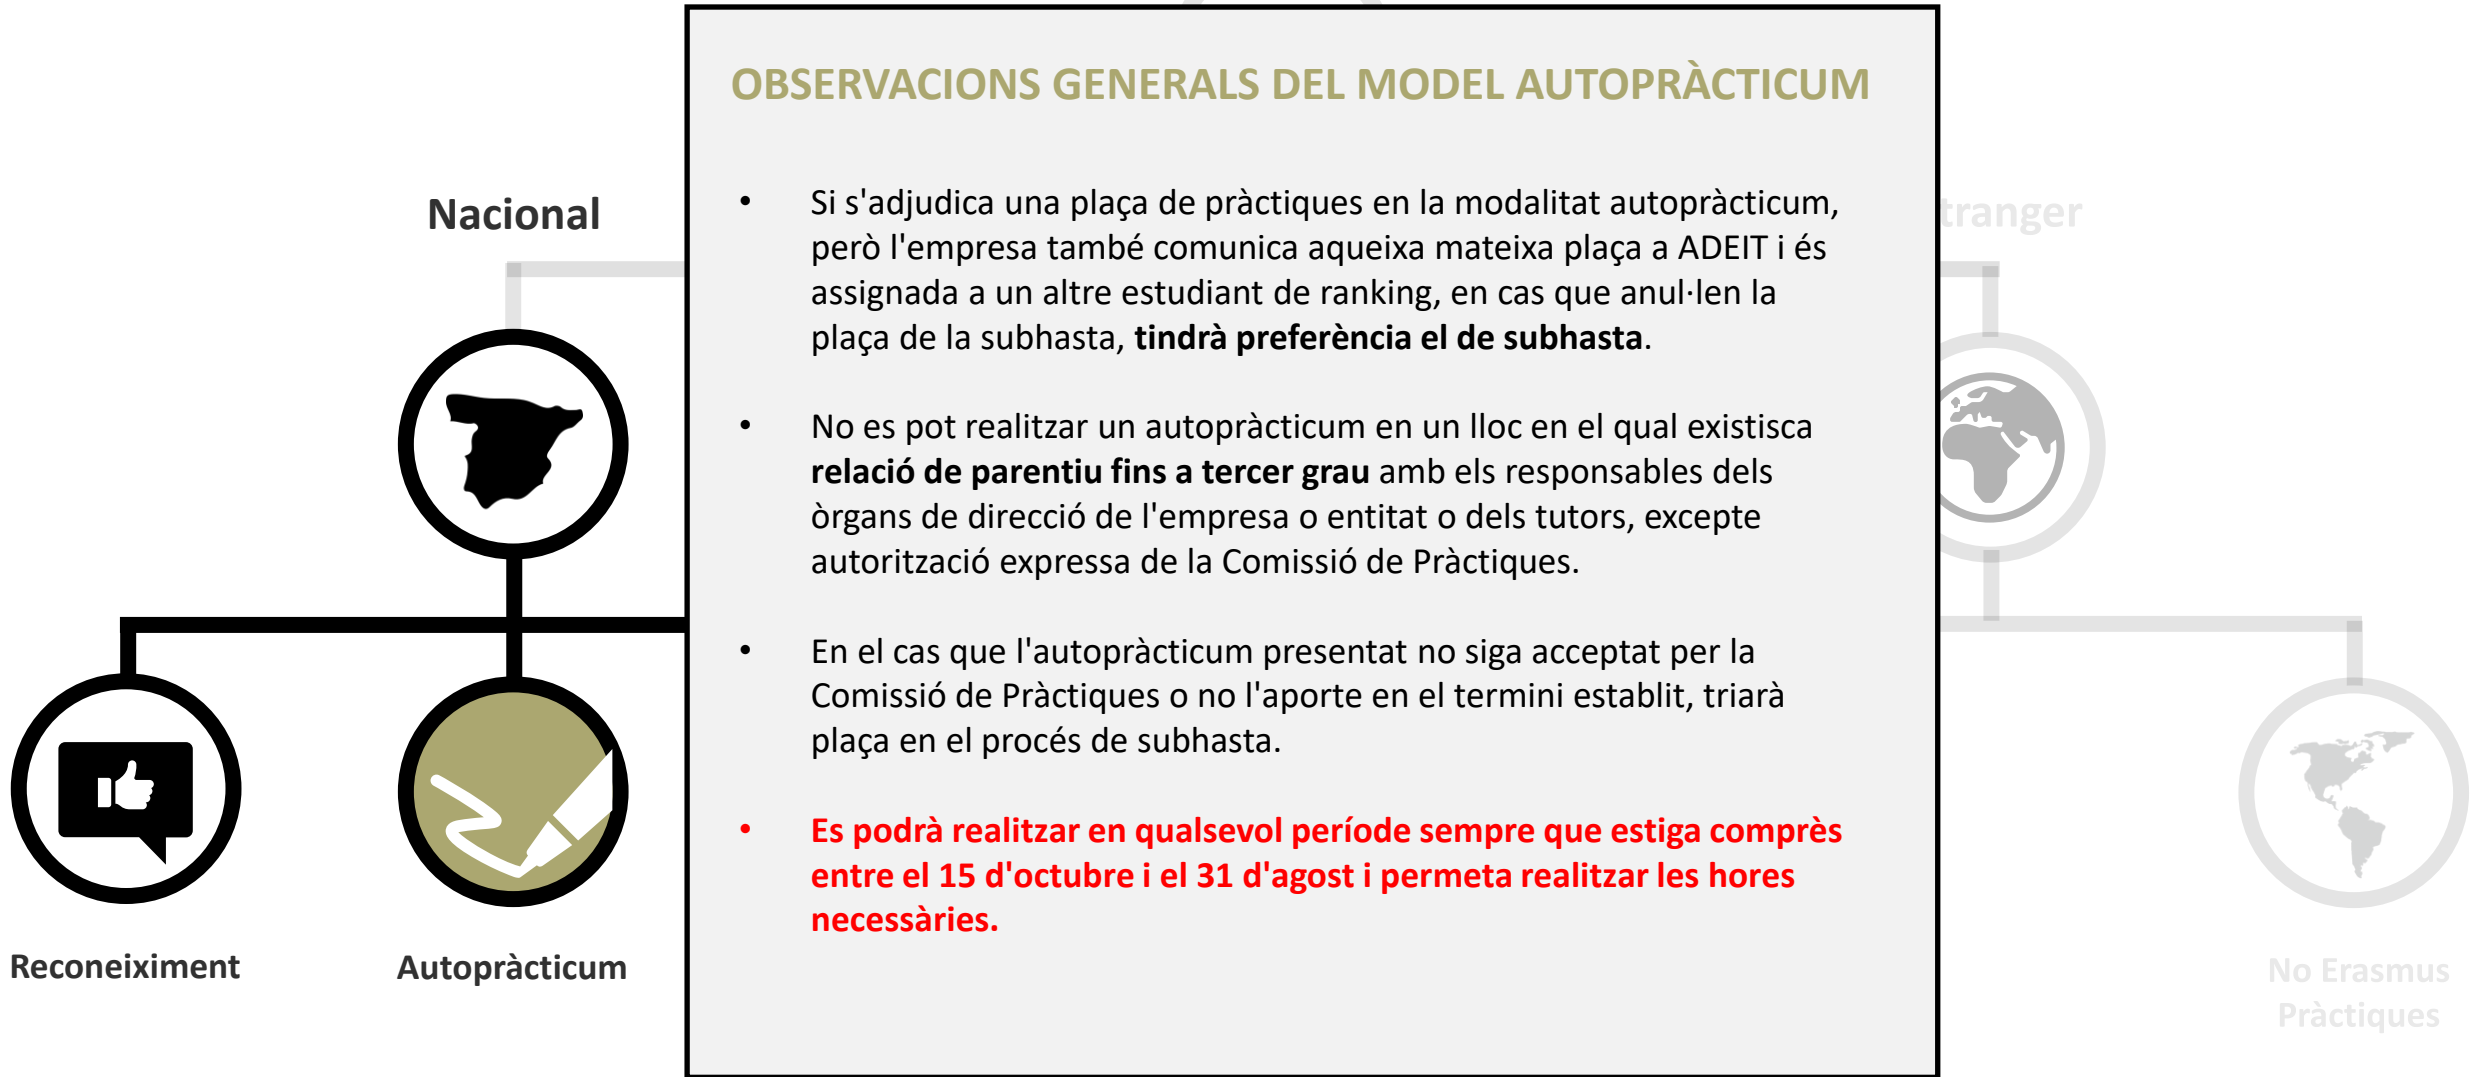 OBSERVACIONS GENERALS DEL MODEL AUTOPRÀCTICUM
Nacional
• Si s'adjudica una plaça de pràctiques en la modalitat autopràcticum,
però l'empresa també comunica aqueixa mateixa plaça a ADEIT i és
assignada a un altre estudiant de ranking, en cas que anul·len la
plaça de la subhasta, tindrà preferència el de subhasta.
• No es pot realitzar un autopràcticum en un lloc en el qual existisca
relació de parentiu fins a tercer grau amb els responsables dels
òrgans de direcció de l'empresa o entitat o dels tutors, excepte
autorització expressa de la Comissió de Pràctiques.
• En el cas que l'autopràcticum presentat no siga acceptat per la
Comissió de Pràctiques o no l'aporte en el termini establit, triarà
plaça en el procés de subhasta.
• Es podrà realitzar en qualsevol període sempre que estiga comprès
entre el 15 d'octubre i el 31 d'agost i permeta realitzar les hores
necessàries.
tranger
Reconeiximent
Autopràcticum
No Erasmus
Pràctiques